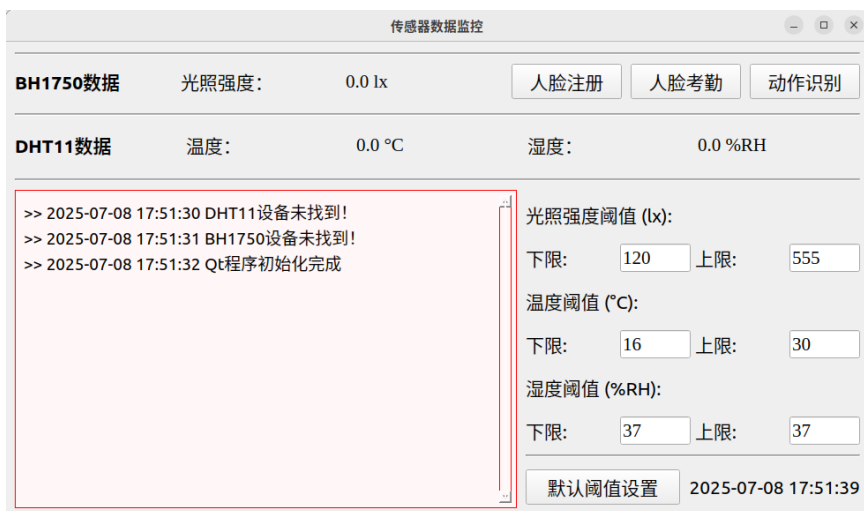 传感器数据监控
BH1750数据 光照强度： 0.0 lx 人脸注册 人脸考勤 动作识别
DHT11数据 温度： 0.0 °C 湿度： 0.0 %RH
>> 2025-07-08 17:51:30 DHT11设备未找到！
>> 2025-07-08 17:51:31 BH1750设备未找到！
>> 2025-07-08 17:51:32 Qt程序初始化完成
光照强度阈值 (lx):
下限: 120 上限: 555
温度阈值 (°C):
下限: 16 上限: 30
湿度阈值 (%RH):
下限: 37 上限: 37
默认阈值设置 2025-07-08 17:51:39